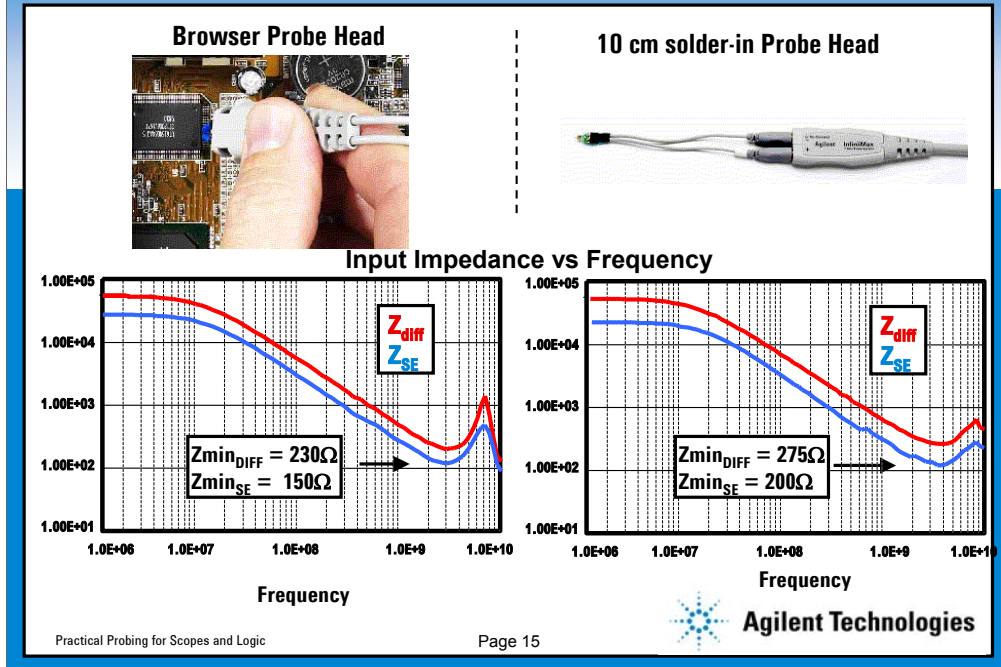 Browser Probe Head
10 cm solder-in Probe Head
Agilent InfiniiMax
Input Impedance vs Frequency
1.00E+05
1.00E+04
1.00E+03
1.00E+02
1.00E+01
Zdiff
ZSE
ZminDIFF = 230Ω
ZminSE = 150Ω
1.0E+06 1.0E+07 1.0E+08 1.0E+09 1.0E+10
Frequency
1.00E+05
1.00E+04
1.00E+03
1.00E+02
1.00E+01
Zdiff
ZSE
ZminDIFF = 275Ω
ZminSE = 200Ω
1.0E+06 1.0E+07 1.0E+08 1.0E+09 1.0E+10
Frequency
Agilent Technologies
Practical Probing for Scopes and Logic
Page 15